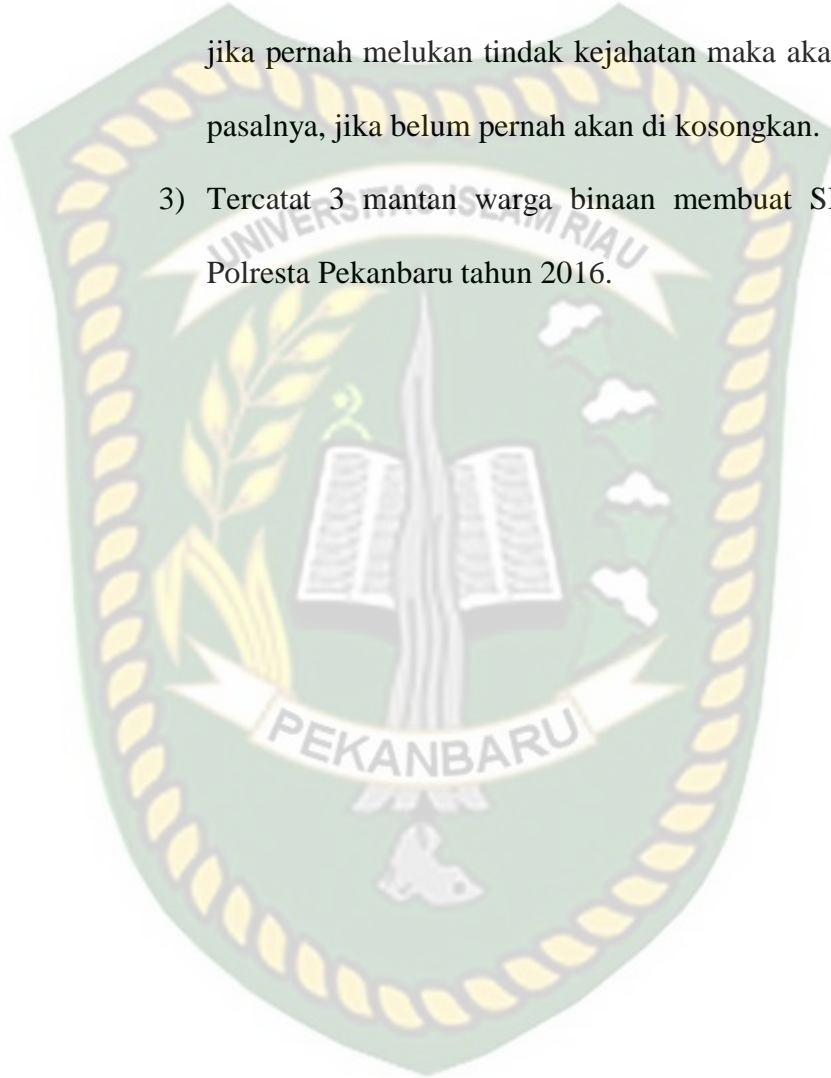 jika pernah melukan tindak kejahatan maka
pasalnya, jika belum pernah akan di kosongkan.
3) Tercatat 3 mantan warga binaan membuat
Polresta Pekanbaru tahun 2016.
UNIVERSITAS ISLAM RIAU
PEKANBARU